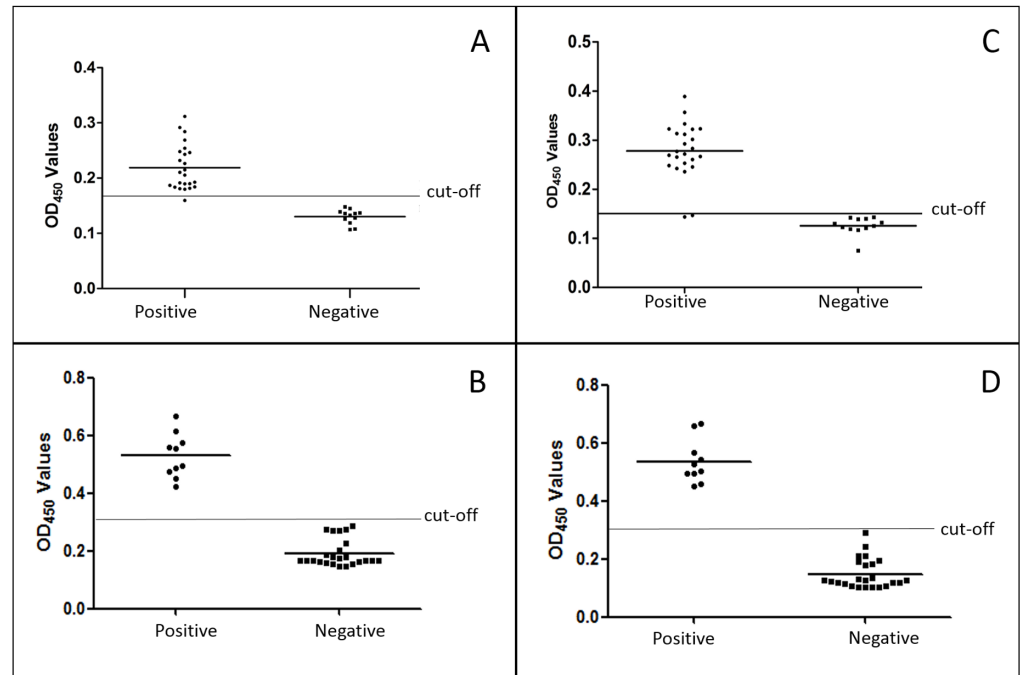 A
0.4
0.3
0.2
0.1
0.0
OD450 Values
cut-off
Positive
Negative
C
0.5
0.4
0.3
0.2
0.1
0.0
OD450 Values
cut-off
Positive
Negative
B
0.8
0.6
0.4
0.2
0.0
OD450 Values
cut-off
Positive
Negative
D
0.8
0.6
0.4
0.2
0.0
OD450 Values
cut-off
Positive
Negative